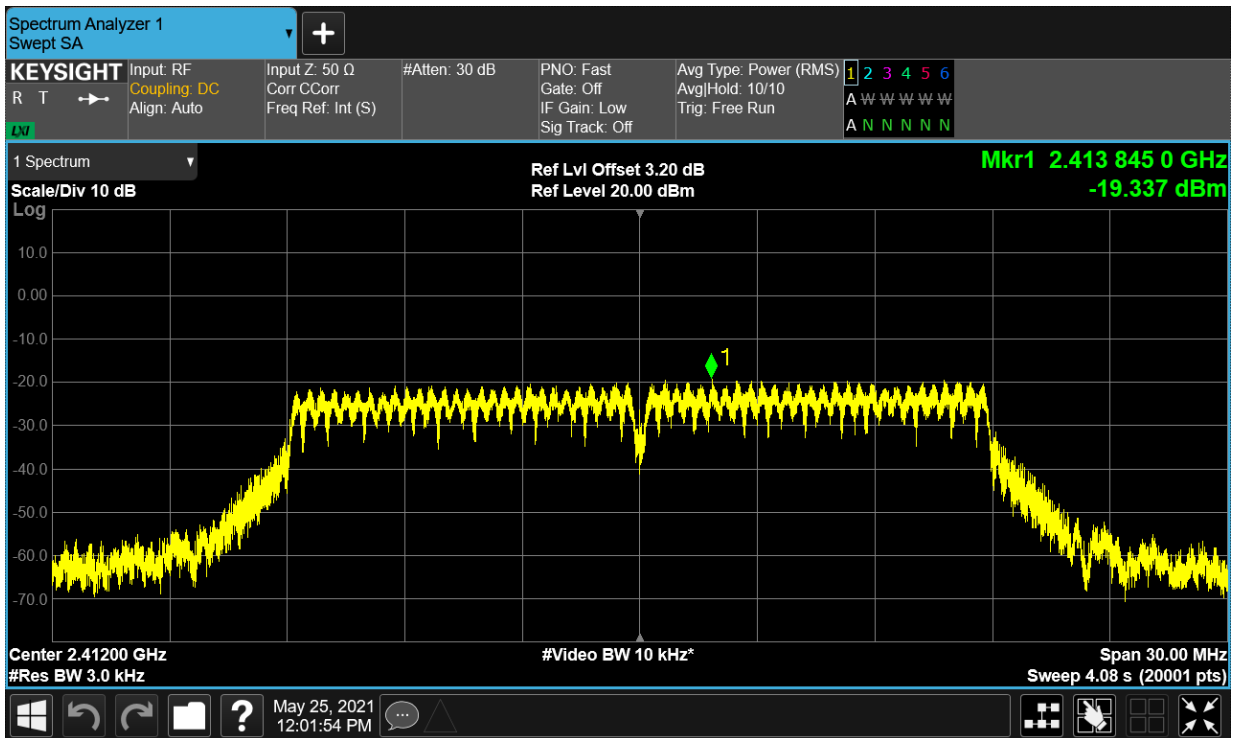 Spectrum Analyzer 1
Swept SA
KEYSIGHT
R T
LXI
Input: RF
Coupling: DC
Align: Auto
Input Z: 50 Ω
Corr CCorr
Freq Ref: Int (S)
#Atten: 30 dB
PNO: Fast
Gate: Off
IF Gain: Low
Sig Track: Off
Avg Type: Power (RMS)
Avg|Hold: 10/10
Trig: Free Run
1 2 3 4 5 6
A W W W W W
A N N N N N
1 Spectrum
Scale/Div 10 dB
Log
Ref Lvl Offset 3.20 dB
Ref Level 20.00 dBm
Mkr1 2.413 845 0 GHz
-19.337 dBm
10.0
0.00
-10.0
1
-20.0
-30.0
-40.0
-50.0
-60.0
-70.0
Center 2.41200 GHz
#Res BW 3.0 kHz
#Video BW 10 kHz*
Span 30.00 MHz
Sweep 4.08 s (20001 pts)
?
May 25, 2021
12:01:54 PM